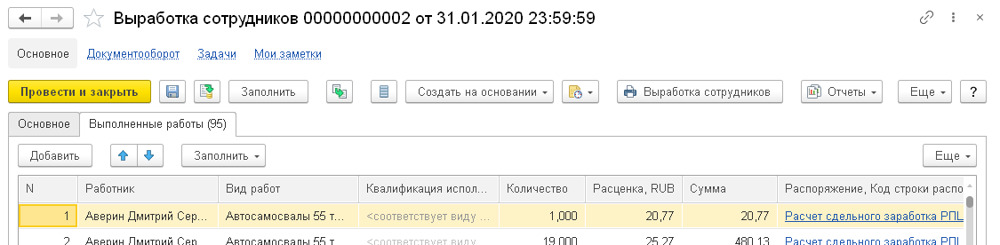 Выработка сотрудников 00000000002 от 31.01.2020 23:59:59
Основное Документооборот Задачи Мои заметки
Провести и закрыть Заполнить Создать на основании Выработка сотрудников Отчеты Еще ?
Основное Выполненные работы (95)
Добавить Заполнить Еще
N Работник Вид работ Квалификация испол... Количество Расценка, RUB Сумма Распоряжение, Код строки распо
1 Аверин Дмитрий Сер... Автосамосвалы 55 т... <соответствует виду ... 1,000 20,77 20,77 Расчет сдельного заработка РПЦ
2 Аверин Дмитрий Сер... Автосамосвалы 55 т... <соответствует виду ... 19,000 25,27 480,13 Расчет сдельного заработка РПЦ